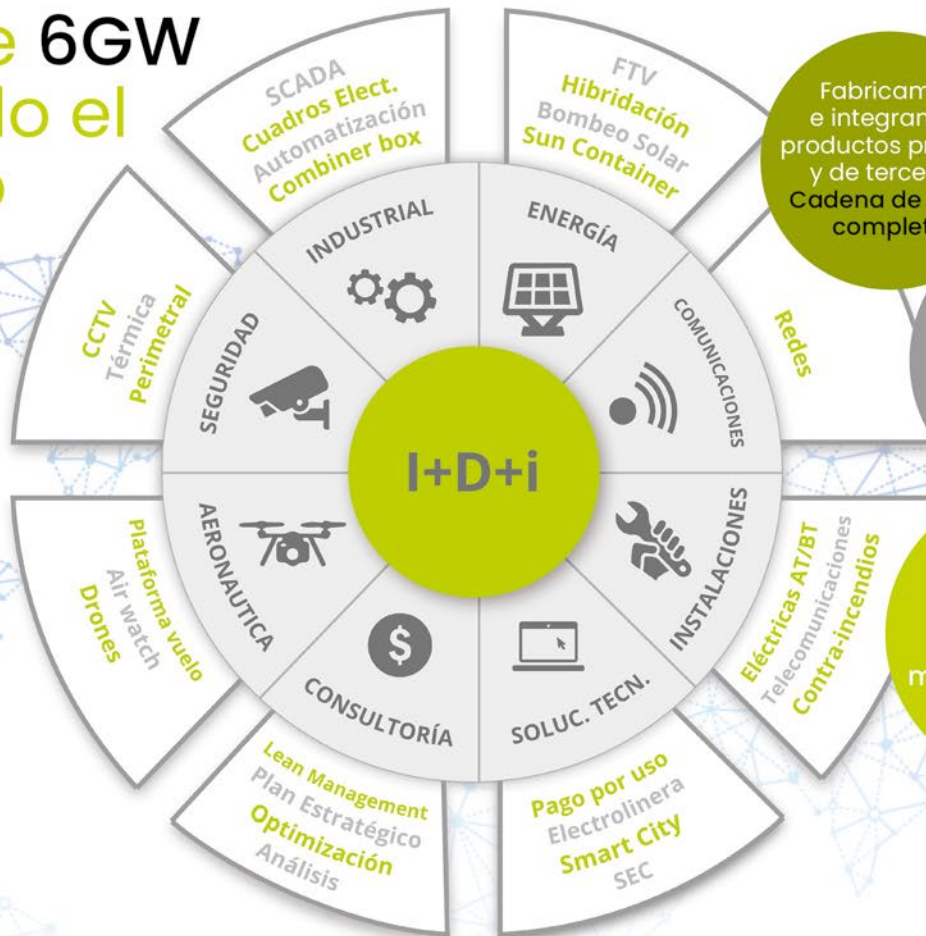 6GW
el
SCADA
Cuadros Elect.
Automatización
Combiner box
FTV
Hibridación
Bombeo Solar
Sun Container
Fabricam
e integran
productos pr
y de terce
Cadena de
complet
INDUSTRIAL
ENERGÍA
CCTV
Térmica
Perimetral
SEGURIDAD
COMUNICACIONES
Redes
I+D+i
Plataforma vuelo
Air watch
Drones
AERONAUTICA
INSTALACIONES
Eléctricas AT/BT
Telecomunicaciones
Contra-incendios
m
CONSULTORÍA
SOLUC. TECN.
Lean Management
Plan Estratégico
Optimización
Análisis
Pago por uso
Electrolinera
Smart City
SEC